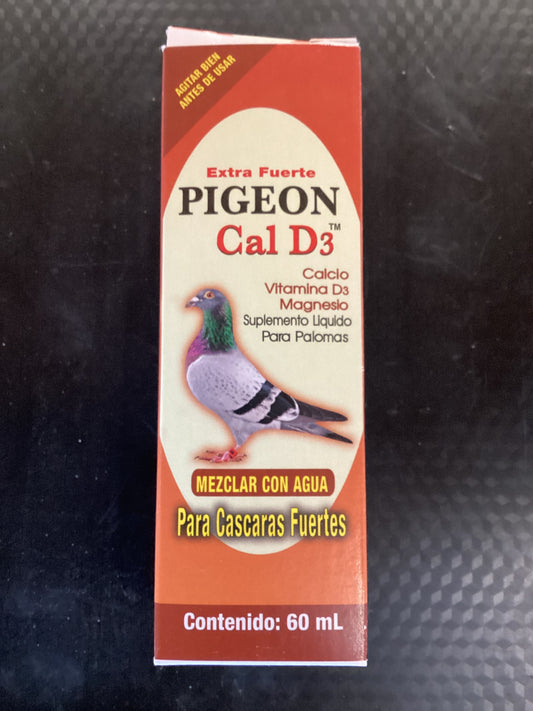 AGITAR BIEN
ANTES DE USAR
Extra Fuerte
PIGEON
Cal D3™
Calcio
Vitamina D3
Magnesio
Suplemento Liquido
Para Palomas
MEZCLAR CON AGUA
Para Cascaras Fuertes
Contenido: 60 mL